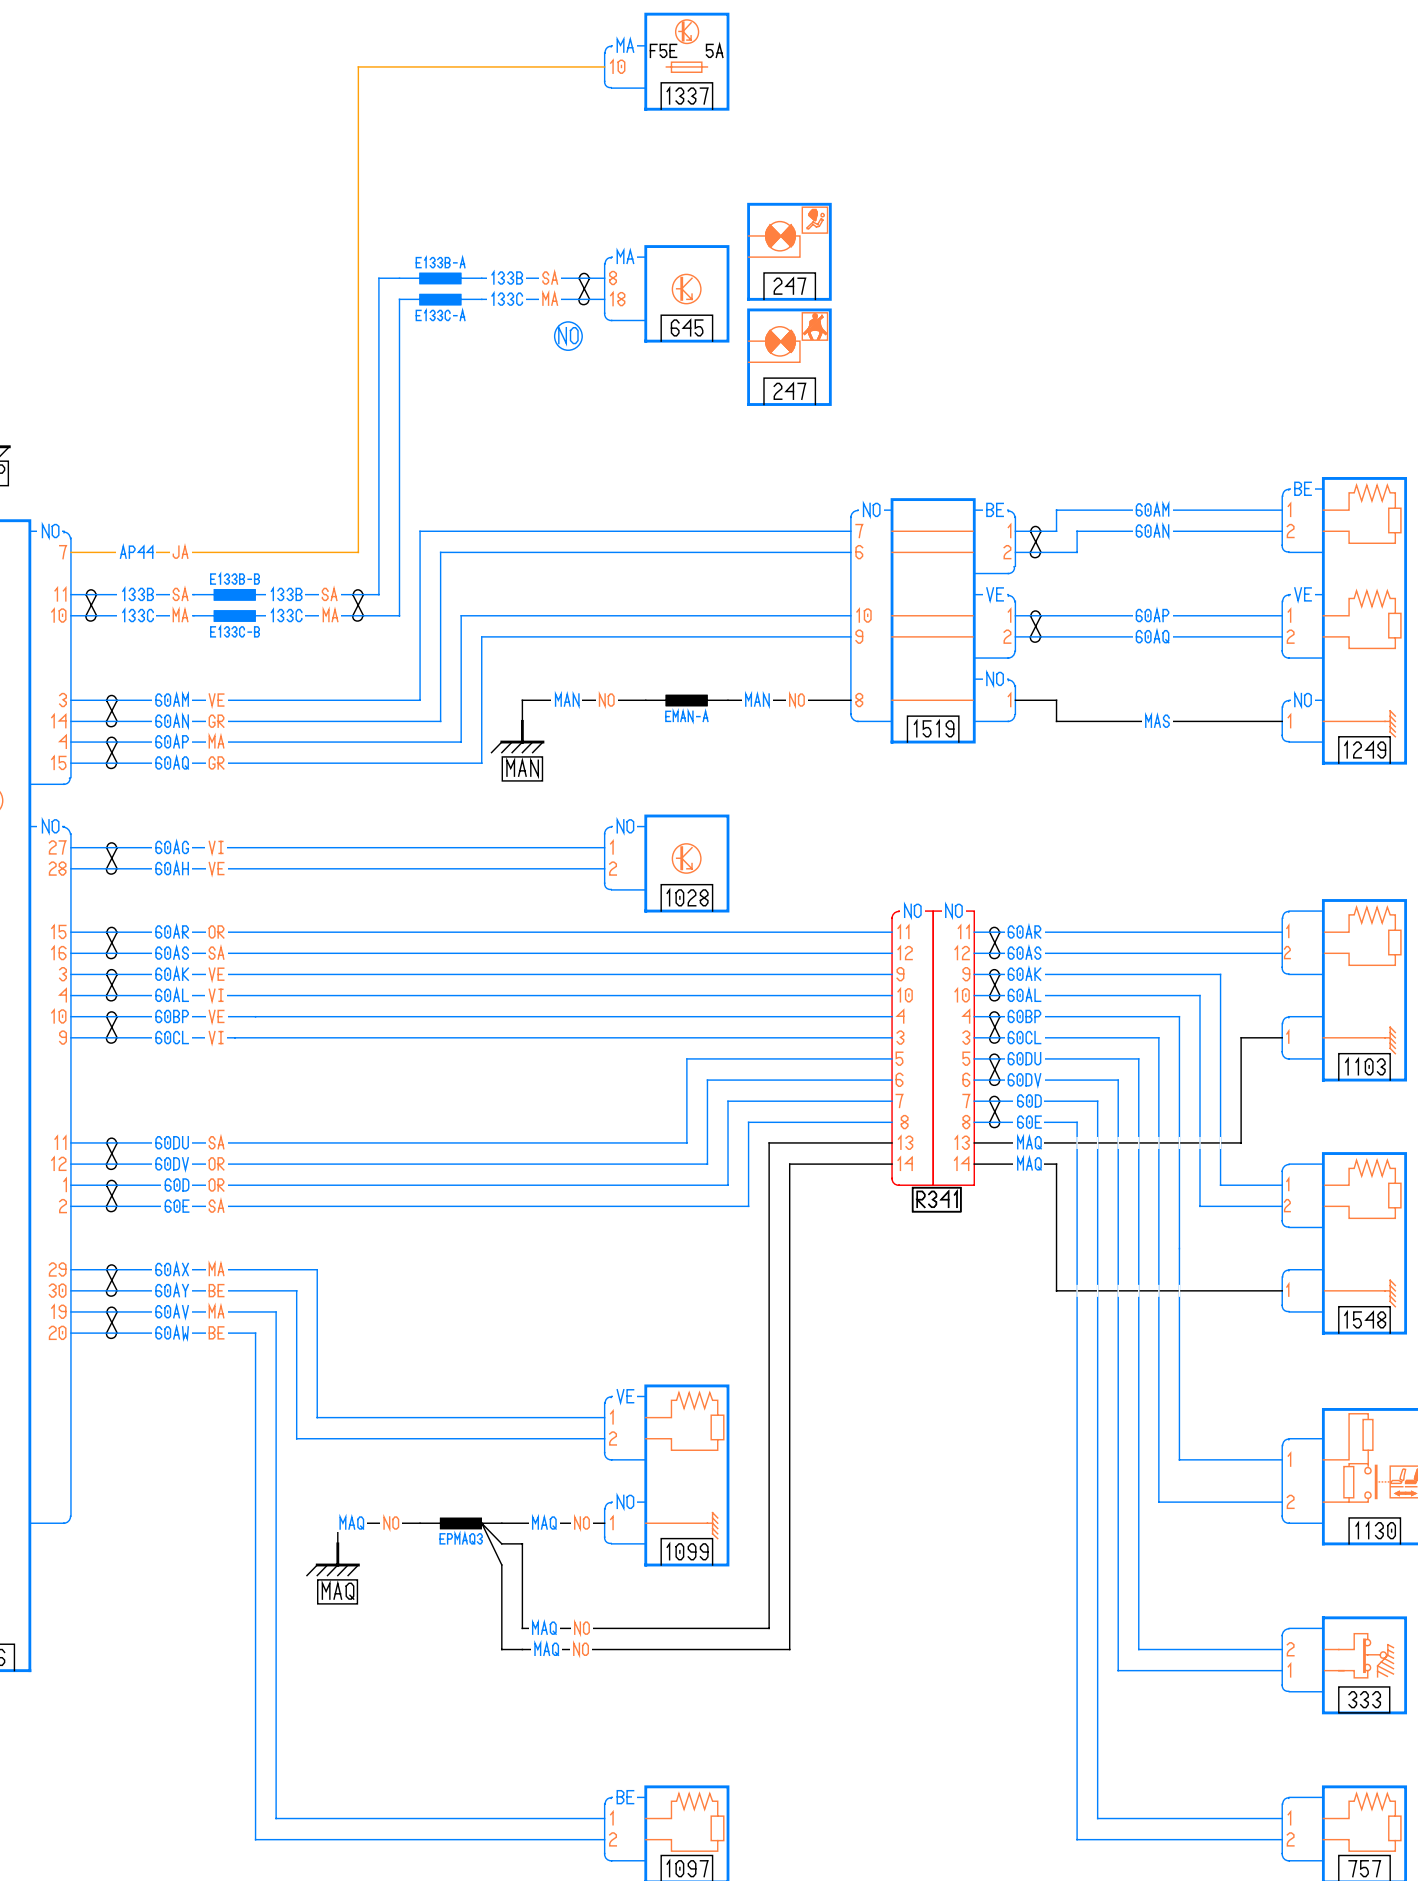 MA
F5E 5A
10
1337
247
E133B-A
MA
133B SA 8
133C MA 18
E133C-A
NO
645
247
NO
7 AP44 JA
E133B-B
11 133B SA 133B SA
10 133C MA 133C MA
E133C-B
3 60AM VE
14 60AN GR
4 60AP MA
15 60AQ GR
MAN NO MAN NO
EMAN-A
MAN
NO
7
6
10
9
8
1519
BE
1
2
VE
1
2
NO
1
60AM
60AN
60AP
60AQ
MAS
BE
1
2
VE
1
2
NO
1
1249
NO
27 60AG VI
28 60AH VE
NO
1
2
1028
15 60AR OR
16 60AS SA
3 60AK VE
4 60AL VI
10 60BP VE
9 60CL VI
11 60DU SA
12 60DV OR
1 60D OR
2 60E SA
29 60AX MA
30 60AY BE
19 60AV MA
20 60AW BE
NO NO
11 11 60AR
12 12 60AS
9 9 60AK
10 10 60AL
4 4 60BP
3 3 60CL
5 5 60DU
6 6 60DV
7 7 60D
8 8 60E
13 13 MAQ
14 14 MAQ
R341
1
2
1
1103
1
2
1
1548
VE
1
2
NO
MAQ NO MAQ NO 1
EPMAQ3
1099
MAQ
MAQ NO
MAQ NO
1
2
1130
2
1
333
BE
1
2
1097
1
2
757